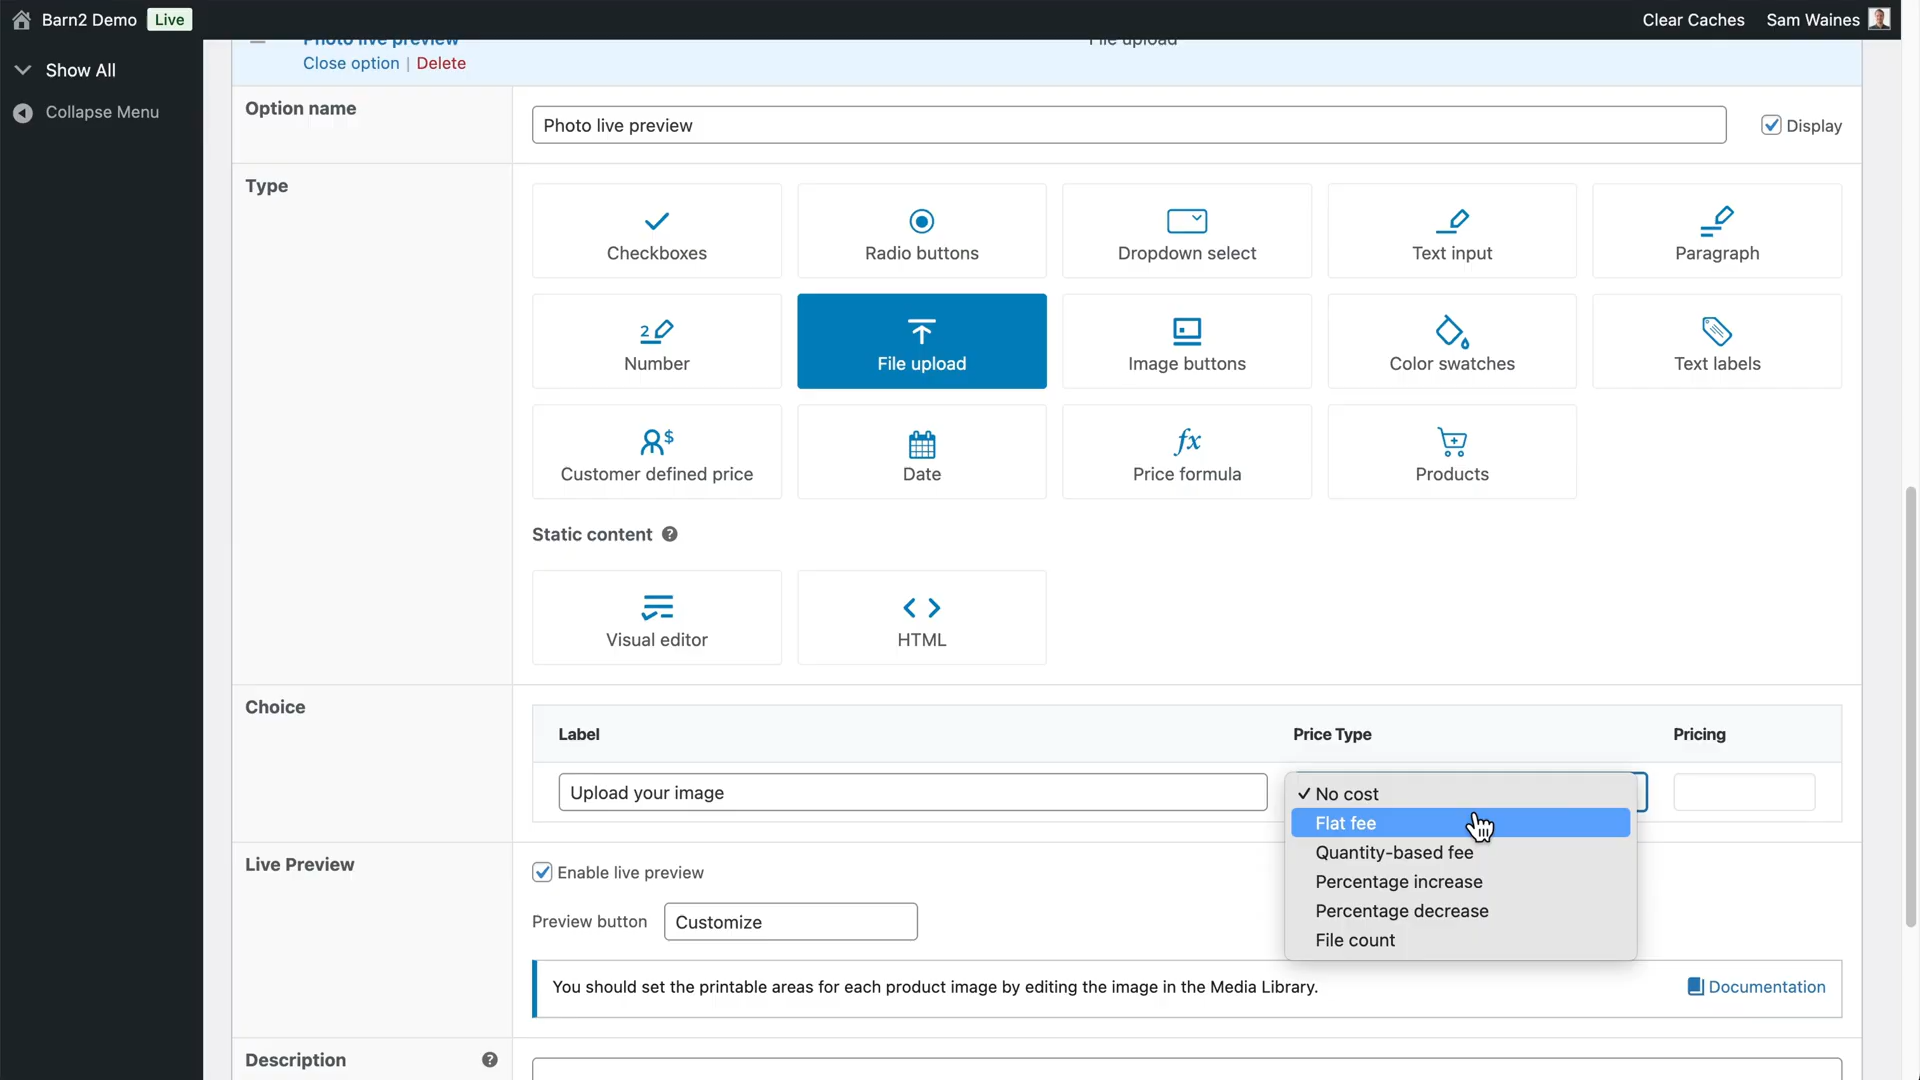 Barn2 Demo Live Clear Caches Sam Waines
Show All
Collapse Menu
Photo live preview File upload
Close option | Delete
Option name
Photo live preview
Display
Type
Checkboxes Radio buttons Dropdown select Text input Paragraph
2
Number File upload Image buttons Color swatches Text labels
$ fx
Customer defined price Date Price formula Products
Static content ?
Visual editor HTML
Choice
Label Price Type Pricing
Upload your image
✓ No cost
Flat fee
Quantity-based fee
Percentage increase
Percentage decrease
File count
Live Preview
Enable live preview
Preview button Customize
You should set the printable areas for each product image by editing the image in the Media Library. Documentation
Description ?